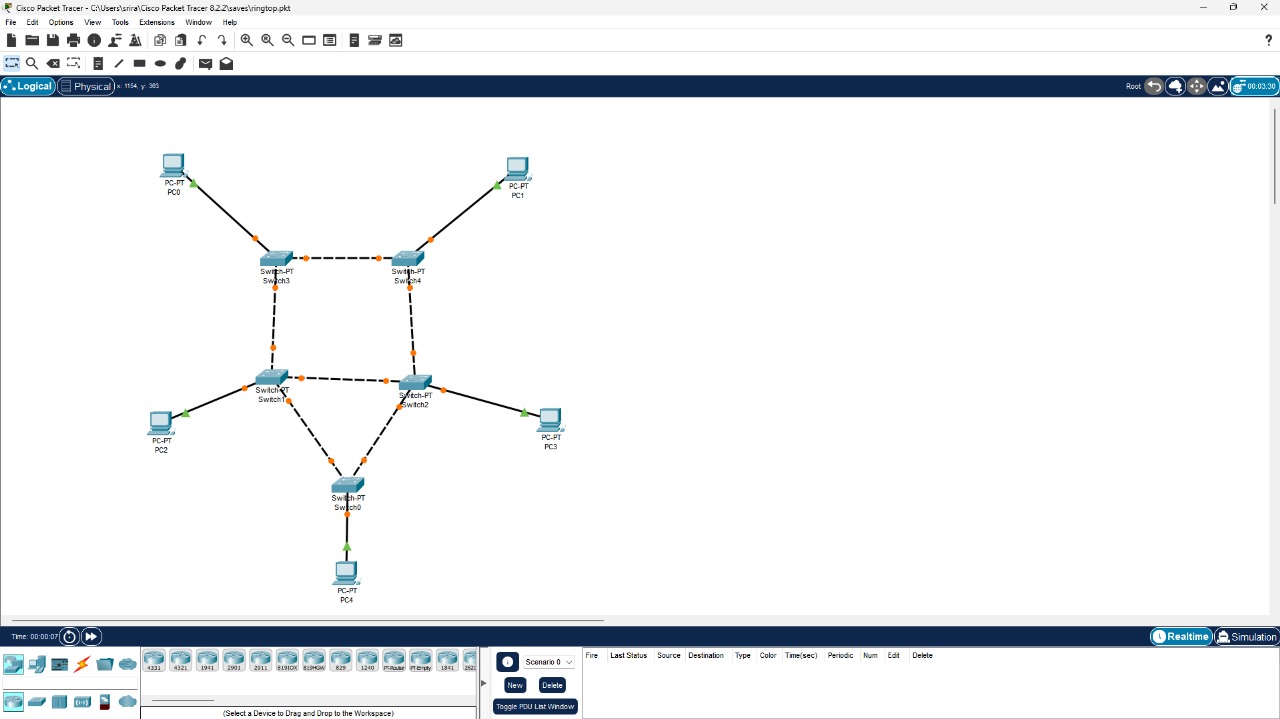 Cisco Packet Tracer - C:\Users\srira\Cisco Packet Tracer 8.2.2\saves\ringtop.pkt
File Edit Options View Tools Extensions Window Help
?
Logical Physical x: 1154, y: 363 Root 00:03:30
PC-PT
PC0
PC-PT
PC1
Switch-PT
Switch3
Switch-PT
Switch4
Switch-PT
Switch1
Switch-PT
Switch2
PC-PT
PC2
PC-PT
PC3
Switch-PT
Switch0
PC-PT
PC4
Time: 00:00:07 Realtime Simulation
4331 4321 1941 2901 2911 819IOX 819HGW 829 1240 PT-Router PT-Empty 1841 2620
(Select a Device to Drag and Drop to the Workspace)
Scenario 0
New Delete
Toggle PDU List Window
Fire Last Status Source Destination Type Color Time(sec) Periodic Num Edit Delete